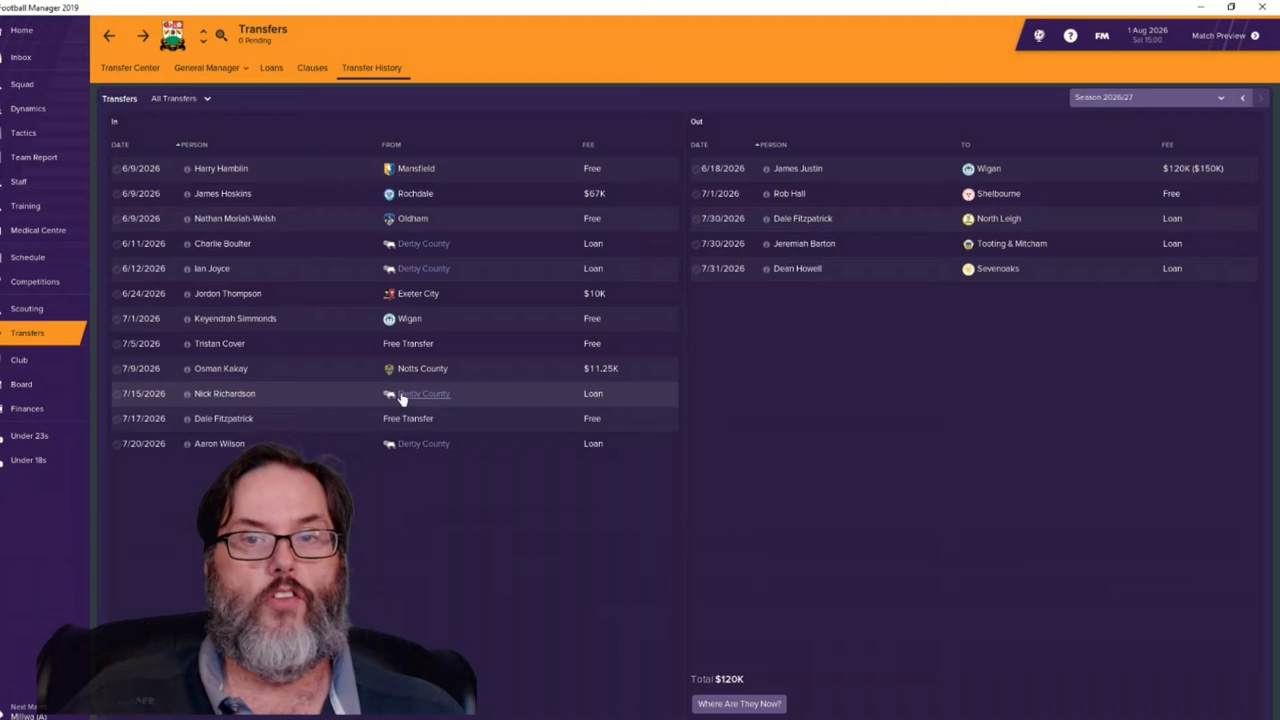 Football Manager 2019
Transfers
0 Pending
1 Aug 2026
Sat 15:00
FM
Match Preview
Transfer Center
General Manager
Loans
Clauses
Transfer History
Home
Inbox
Squad
Dynamics
Tactics
Team Report
Staff
Training
Medical Centre
Schedule
Competitions
Scouting
Transfers
Club
Board
Finances
Under 23s
Under 18s
Transfers All Transfers
Season 2026/27
In
DATE PERSON FROM FEE
6/9/2026 Harry Hamblin Mansfield Free
6/9/2026 James Hoskins Rochdale $67K
6/9/2026 Nathan Moriah-Welsh Oldham Free
6/11/2026 Charlie Boulter Derby County Loan
6/12/2026 Ian Joyce Derby County Loan
6/24/2026 Jordon Thompson Exeter City $10K
7/1/2026 Keyendrah Simmonds Wigan Free
7/5/2026 Tristan Cover Free Transfer Free
7/9/2026 Osman Kakay Notts County $11.25K
7/15/2026 Nick Richardson Derby County Loan
7/17/2026 Dale Fitzpatrick Free Transfer Free
7/20/2026 Aaron Wilson Derby County Loan
Out
DATE PERSON TO FEE
6/18/2026 James Justin Wigan $120K ($150K)
7/1/2026 Rob Hall Shelbourne Free
7/30/2026 Dale Fitzpatrick North Leigh Loan
7/30/2026 Jeremiah Barton Tooting & Mitcham Loan
7/31/2026 Dean Howell Sevenoaks Loan
Total $120K
Where Are They Now?